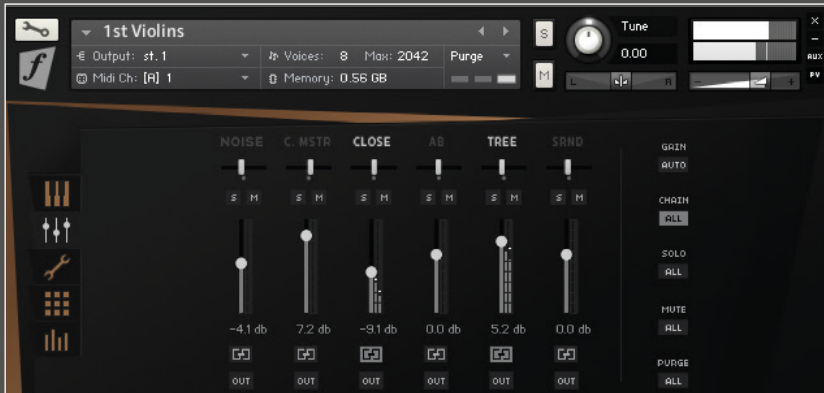 1st Violins
Output: st. 1
Voices: 8 Max: 2042
Purge
Midi Ch: [A] 1
Memory: 0.56 GB
S
M
Tune
0.00
L R
- +
×
-
AUX
PV
NOISE C. MSTR CLOSE AB TREE SRND
S M S M S M S M S M S M
-4.1 db 7.2 db -9.1 db 0.0 db 5.2 db 0.0 db
OUT OUT OUT OUT OUT OUT
GAIN
AUTO
CHAIN
ALL
SOLO
ALL
MUTE
ALL
PURGE
ALL